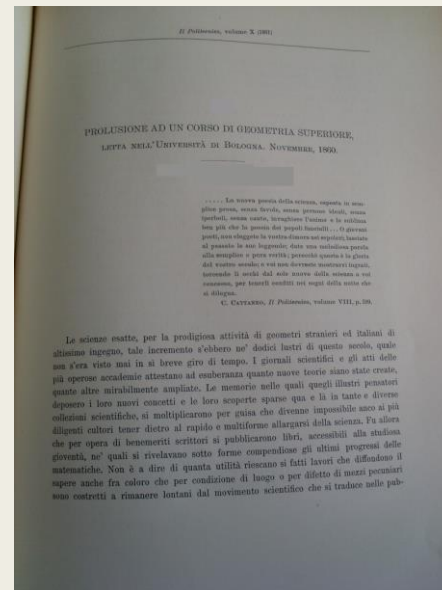 Il Politecnico, volume X (1861)
PROLUSIONE AD UN CORSO DI GEOMETRIA SUPERIORE,
LETTA NELL'UNIVERSITÀ DI BOLOGNA. NOVEMBRE, 1860.
..... La nuova poesia della scienza, esposta in sem-
plice prosa, senza favole, senza persone ideali, senza
iperboli, senza canto, invaghisce l'animo e lo sublima
ben più che la poesia dei popoli fanciulli ... O giovani
poeti, non eleggete la vostra dimora nei sepolcri; lasciate
al passato le sue leggende; date una melodiosa parola
alla semplice e pura verità; perocchè questa è la gloria
del vostro secolo; e voi non dovreste mostrarvi ingrati,
torcendo li occhi dal sole nuovo della scienza a voi
concesso, per tenerli confitti nei sogni della notte che
si dilegua.
C. CATTANEO, Il Politecnico, volume VIII, p.
Le scienze esatte, per la prodigiosa attività di geometri stranieri ed italiani di
altissimo ingegno, tale incremento s'ebbero ne' dodici lustri di questo secolo, quale
non s'era visto mai in sì breve giro di tempo. I giornali scientifici e gli atti delle
più operose accademie attestano ad esuberanza quante nuove teorie siano state create,
quante altre mirabilmente ampliate. Le memorie nelle quali quegli illustri pensatori
deposero i loro nuovi concetti e le loro scoperte sparse qua e là in tante e diverse
collezioni scientifiche, si moltiplicarono per guisa che divenne impossibile anco ai più
diligenti cultori tener dietro al rapido e multiforme allargarsi della scienza. Fu allora
che per opera di benemeriti scrittori si pubblicarono libri, accessibili alla studiosa
gioventù, ne' quali si rivelavano sotto forme compendiose gli ultimi progressi delle
matematiche. Non è a dire di quanta utilità riescano sì fatti lavori che diffondono il
sapere anche fra coloro che per condizione di luogo o per difetto di mezzi pecuniari
sono costretti a rimanere lontani dal movimento scientifico che si traduce nelle pub-